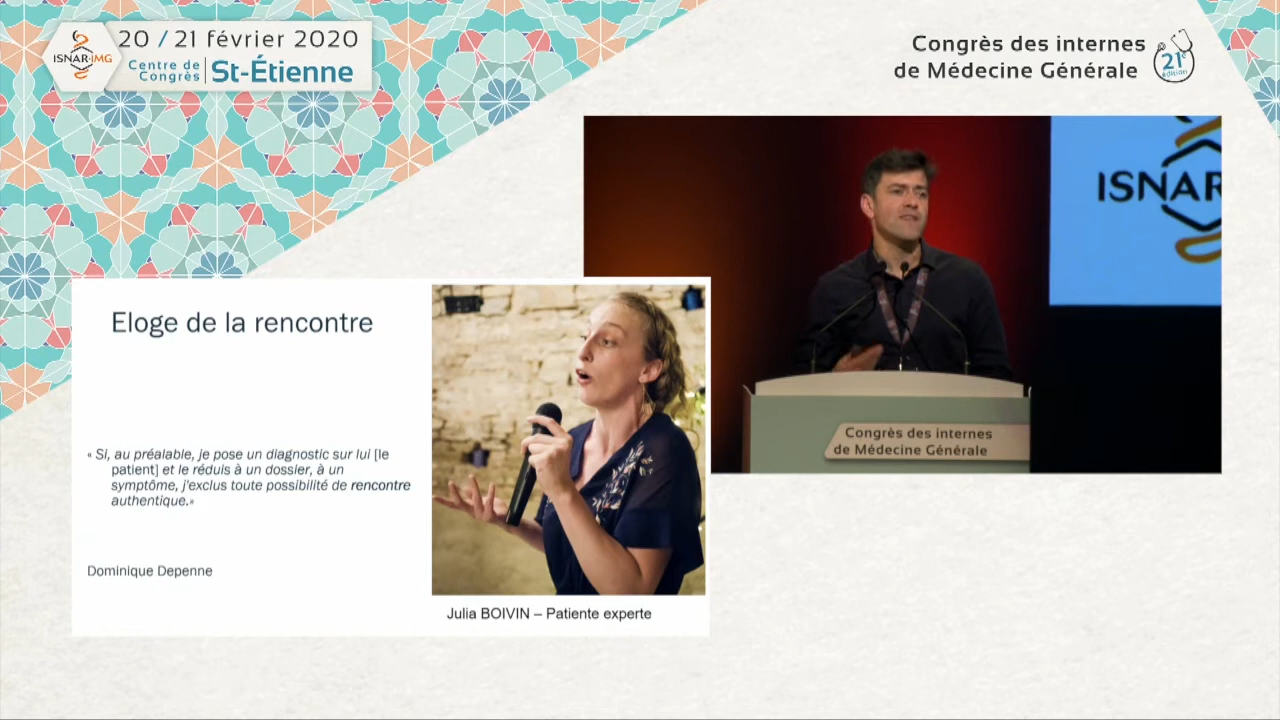 20 / 21 février 2020
ISNAR-IMG
Centre de
Congrès
St-Étienne
Congrès des internes
de Médecine Générale
21e
édition
ISNAR
Eloge de la rencontre
« Si, au préalable, je pose un diagnostic sur lui [le
patient] et le réduis à un dossier, à un
symptôme, j'exclus toute possibilité de rencontre
authentique.»
Dominique Depenne
Julia BOIVIN – Patiente experte
Congrès des internes
de Médecine Générale